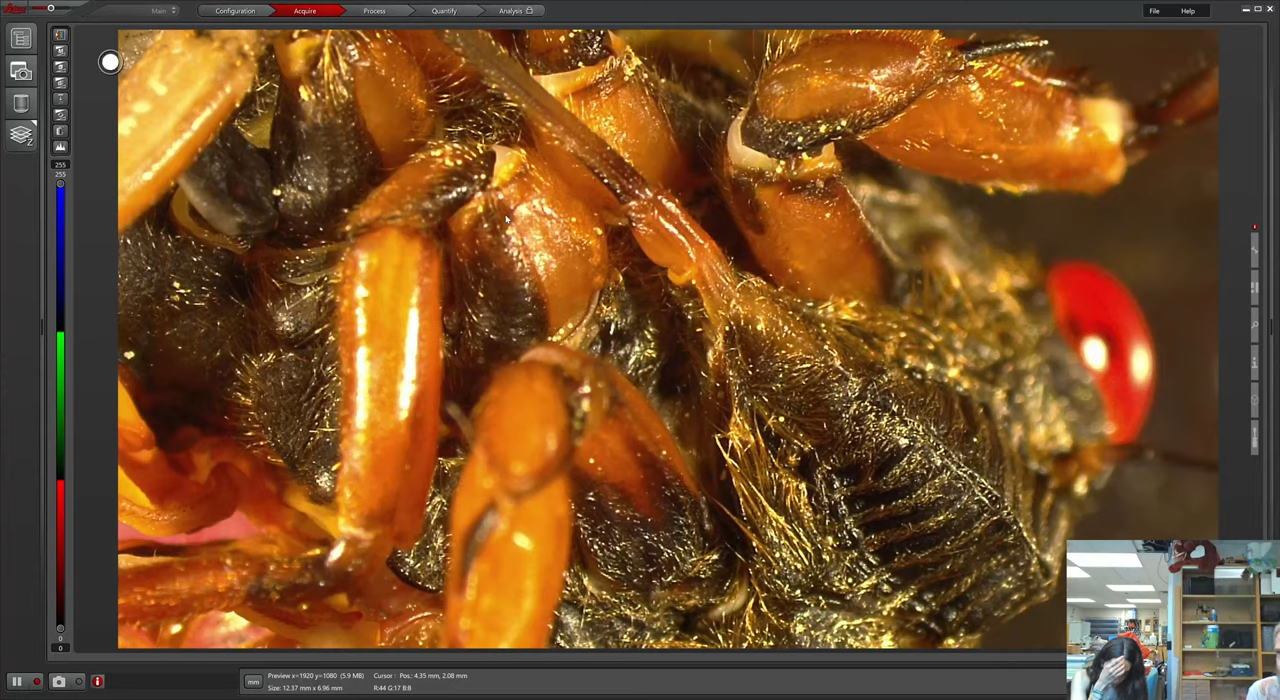 Main
Configuration
Acquire
Process
Quantify
Analysis
File
Help
255
255
0
0
mm
Preview x=1920 y=1080 (5.9 MB)
Size: 12.37 mm x 6.96 mm
Cursor : Pos.: 4.35 mm, 2.08 mm
R:44 G:17 B:8